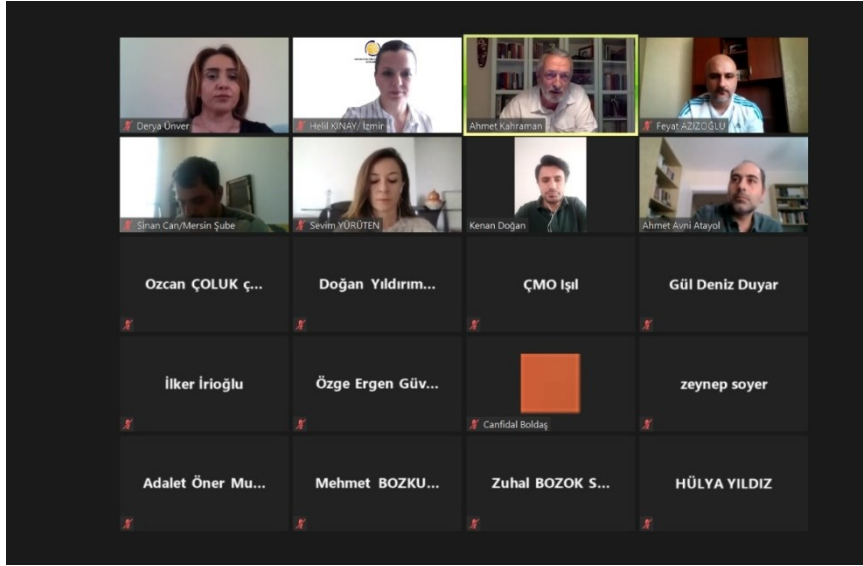 Derya Ünver
Helil KINAY/ İzmir
Ahmet Kahraman
Feyat AZIZOĞLU
Sinan Can/Mersin Şube
Sevim YÜRÜTEN
Kenan Doğan
Ahmet Avni Atayol
Ozcan ÇOLUK ç...
Doğan Yıldırım...
ÇMO Işıl
Gül Deniz Duyar
İlker İrioğlu
Özge Ergen Güv...
Canfidal Boldaş
zeynep soyer
Adalet Öner Mu...
Mehmet BOZKU...
Zuhal BOZOK S...
HÜLYA YILDIZ